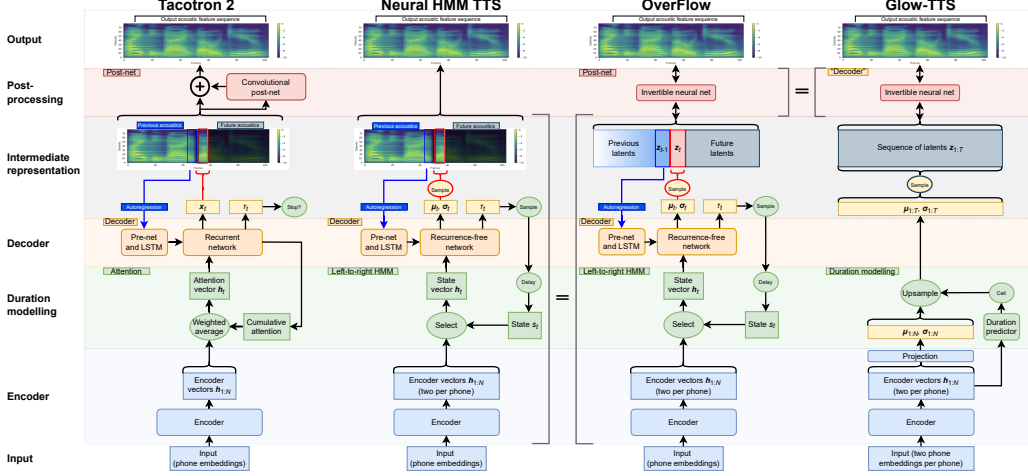 Tacotron 2
Neural HMM TTS
OverFlow
Glow-TTS
Output
Output acoustic feature sequence
Output acoustic feature sequence
Output acoustic feature sequence
Output acoustic feature sequence
Post-
processing
Post-net
Convolutional
post-net
Post-net
Invertible neural net
=
"Decoder"
Invertible neural net
Intermediate
representation
Previous acoustics
Future acoustics
Previous acoustics
Future acoustics
Previous
latents
z_{t-1}
z_t
Future
latents
Sequence of latents z_{1:T}
Sample
Sample
Sample
Autoregression
x_t
τ_t
Stop?
Autoregression
μ_t, σ_t
τ_t
Sample
Autoregression
μ_t, σ_t
τ_t
Sample
μ_{1:T}, σ_{1:T}
Decoder
Decoder
Pre-net
and LSTM
Recurrent
network
Decoder
Pre-net
and LSTM
Recurrence-free
network
Decoder
Pre-net
and LSTM
Recurrence-free
network
Duration
modelling
Attention
Attention
vector h_t
Weighted
average
Cumulative
attention
Left-to-right HMM
State
vector h_t
Delay
Select
State s_t
=
Left-to-right HMM
State
vector h_t
Delay
Select
State s_t
Duration modelling
Upsample
Ceil
μ_{1:N}, σ_{1:N}
Duration
predictor
Projection
Encoder
Encoder
vectors h_{1:N}
Encoder
Encoder vectors h_{1:N}
(two per phone)
Encoder
Encoder vectors h_{1:N}
(two per phone)
Encoder
Encoder vectors h_{1:N}
(two per phone)
Encoder
Input
Input
(phone embeddings)
Input
(phone embeddings)
Input
(phone embeddings)
Input (two phone
embeddings per phone)